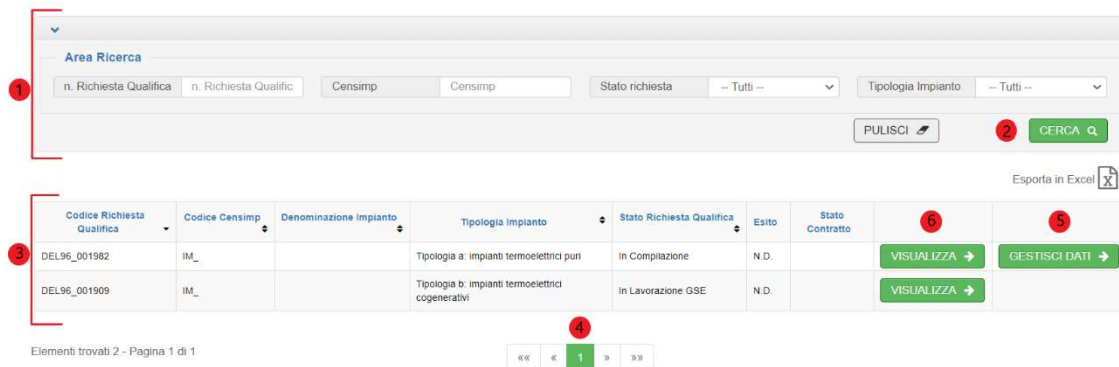 Area Ricerca
1 n. Richiesta Qualifica n. Richiesta Qualific Censimp Censimp Stato richiesta -- Tutti -- Tipologia Impianto -- Tutti --
PULISCI 2 CERCA
Esporta in Excel X
Codice Richiesta Qualifica Codice Censimp Denominazione Impianto Tipologia Impianto Stato Richiesta Qualifica Esito Stato Contratto 6 5
3 DEL96_001982 IM_ Tipologia a: impianti termoelettrici puri In Compilazione N.D. VISUALIZZA GESTISCI DATI
DEL96_001909 IM_ Tipologia b: impianti termoelettrici cogenerativi In Lavorazione GSE N.D. VISUALIZZA
4
Elementi trovati 2 - Pagina 1 di 1 «« « 1 » »»